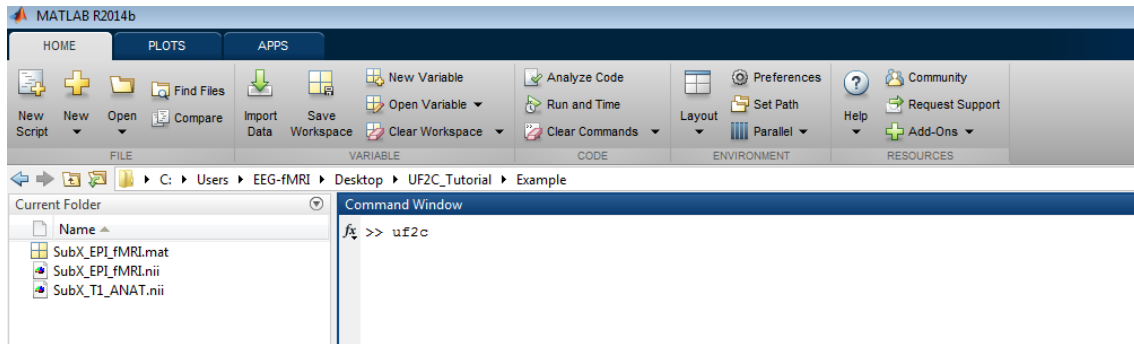 MATLAB R2014b
HOME PLOTS APPS
New Script
New
Open
Find Files
Compare
FILE
Import Data
Save Workspace
New Variable
Open Variable
Clear Workspace
VARIABLE
Analyze Code
Run and Time
Clear Commands
CODE
Layout
Preferences
Set Path
Parallel
ENVIRONMENT
Help
Community
Request Support
Add-Ons
RESOURCES
C: Users EEG-fMRI Desktop UF2C_Tutorial Example
Current Folder
Name
SubX_EPI_fMRI.mat
SubX_EPI_fMRI.nii
SubX_T1_ANAT.nii
Command Window
fx >> uf2c